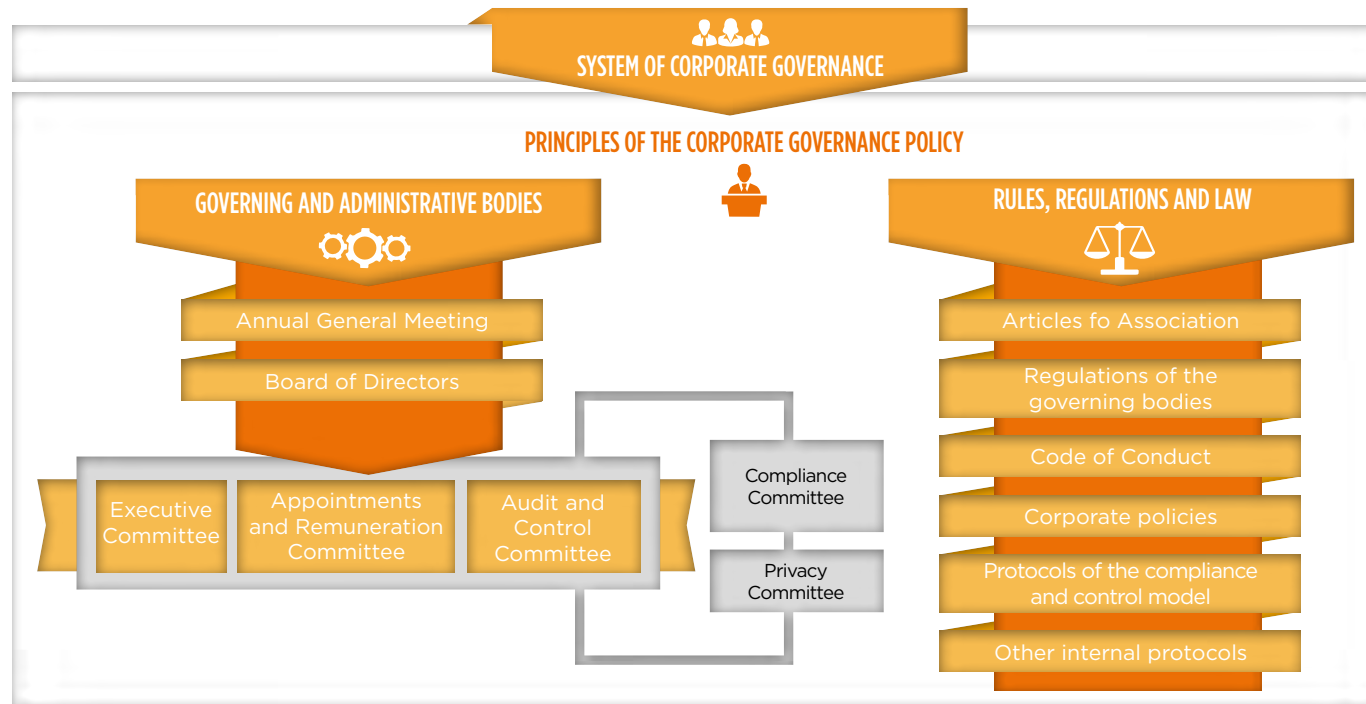 SYSTEM OF CORPORATE GOVERNANCE
PRINCIPLES OF THE CORPORATE GOVERNANCE POLICY
GOVERNING AND ADMINISTRATIVE BODIES
Annual General Meeting
Board of Directors
Executive
Committee
Appointments
and Remuneration
Committee
Audit and
Control
Committee
Compliance
Committee
Privacy
Committee
RULES, REGULATIONS AND LAW
Articles fo Association
Regulations of the
governing bodies
Code of Conduct
Corporate policies
Protocols of the compliance
and control model
Other internal protocols